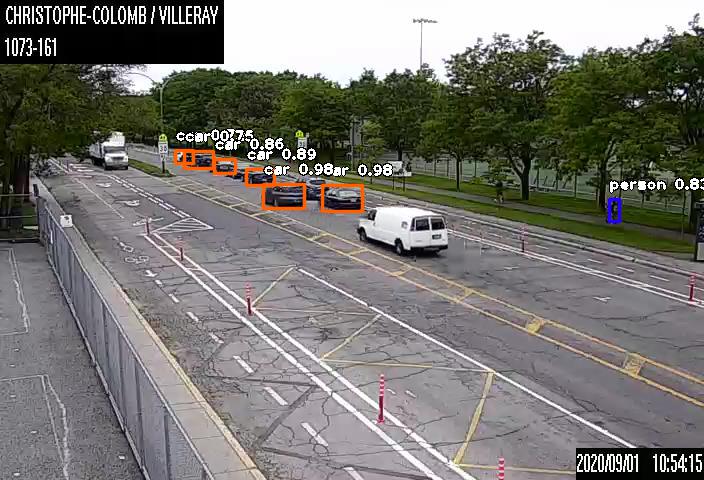 CHRISTOPHE-COLOMB / VILLERAY
1073-161
car 0.86
car 0.89
car 0.98
ar 0.98
person 0.83
2020/09/01 10:54:15